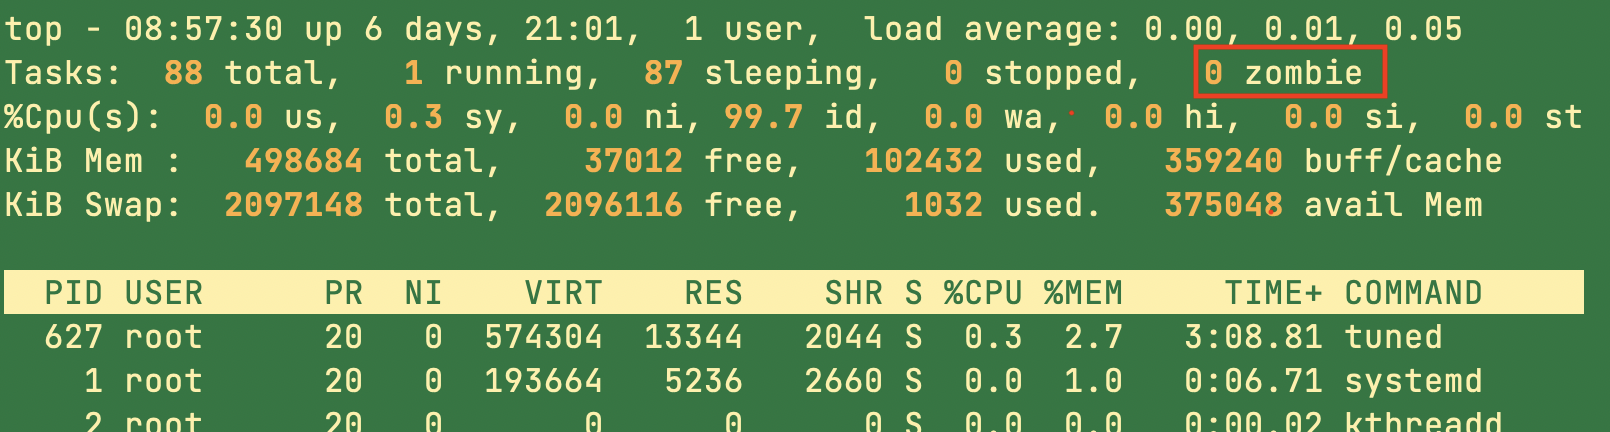 top - 08:57:30 up 6 days, 21:01,  1 user,  load average: 0.00, 0.01, 0.05
Tasks:  88 total,   1 running,  87 sleeping,   0 stopped,   0 zombie
%Cpu(s):  0.0 us,  0.3 sy,  0.0 ni, 99.7 id,  0.0 wa,  0.0 hi,  0.0 si,  0.0 st
KiB Mem :   498684 total,    37012 free,   102432 used,   359240 buff/cache
KiB Swap:  2097148 total,  2096116 free,     1032 used.   375048 avail Mem
  PID USER      PR  NI    VIRT    RES    SHR S %CPU %MEM     TIME+ COMMAND
  627 root      20   0  574304  13344   2044 S  0.3  2.7   3:08.81 tuned
    1 root      20   0  193664   5236   2660 S  0.0  1.0   0:06.71 systemd
    2 root      20   0       0      0      0 S  0.0  0.0   0:00.02 kthreadd